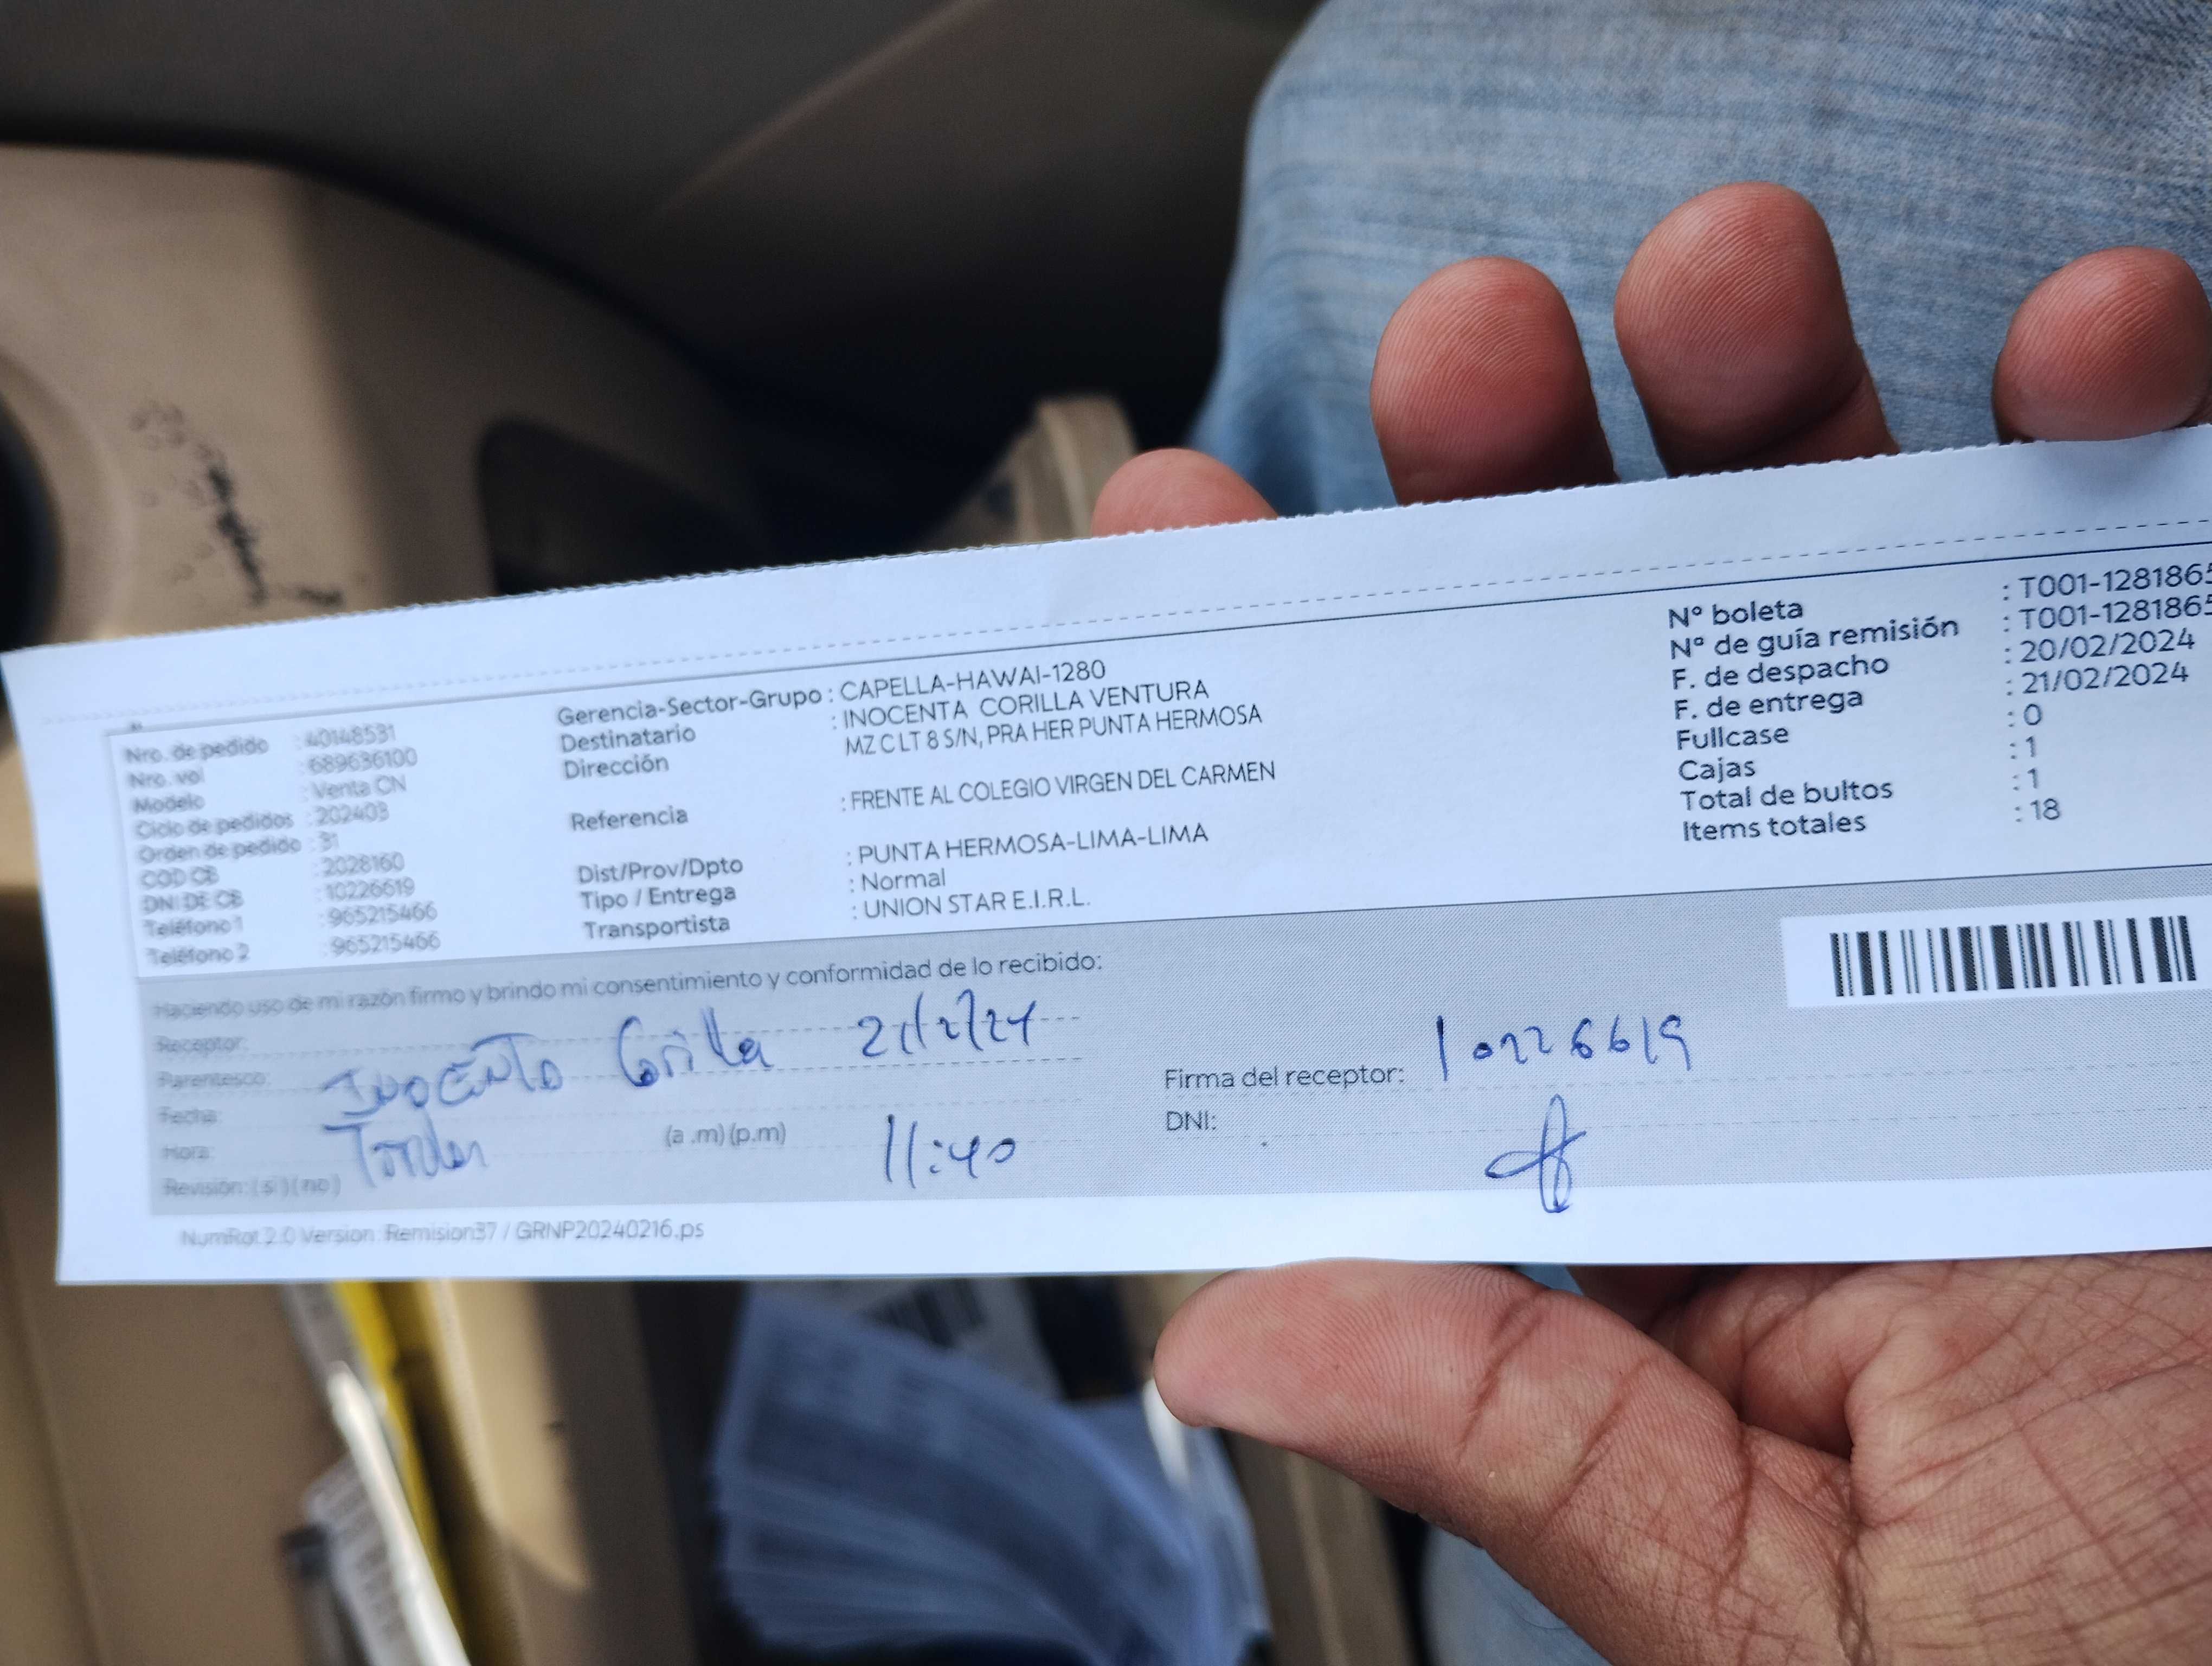 Nro. de pedido : 40148531
Nro. vol : 689636100
Modelo : Venta CN
Ciclo de pedidos : 202403
Orden de pedido : 31
COD CB : 2028160
DNI DE CB : 10226619
Teléfono 1 : 965215466
Teléfono 2 : 965215466
Gerencia-Sector-Grupo : CAPELLA-HAWAI-1280
Destinatario : INOCENTA CORILLA VENTURA
Dirección MZ C LT 8 S/N, PRA HER PUNTA HERMOSA
Referencia : FRENTE AL COLEGIO VIRGEN DEL CARMEN
Dist/Prov/Dpto : PUNTA HERMOSA-LIMA-LIMA
Tipo / Entrega : Normal
Transportista : UNION STAR E.I.R.L.
N° boleta : T001-1281865
N° de guía remisión : T001-1281865
F. de despacho : 20/02/2024
F. de entrega : 21/02/2024
Fullcase : 0
Cajas : 1
Total de bultos : 1
Items totales : 18
Haciendo uso de mi razón firmo y brindo mi consentimiento y conformidad de lo recibido:
Receptor:
Parentesco: Corilla 21/2/24
Fecha:
Hora: (a .m) (p.m) 11:40
Revisión: ( si ) ( no )
Firma del receptor: 10226619
DNI:
NumRot 2.0 Version: Remision37 / GRNP20240216.ps